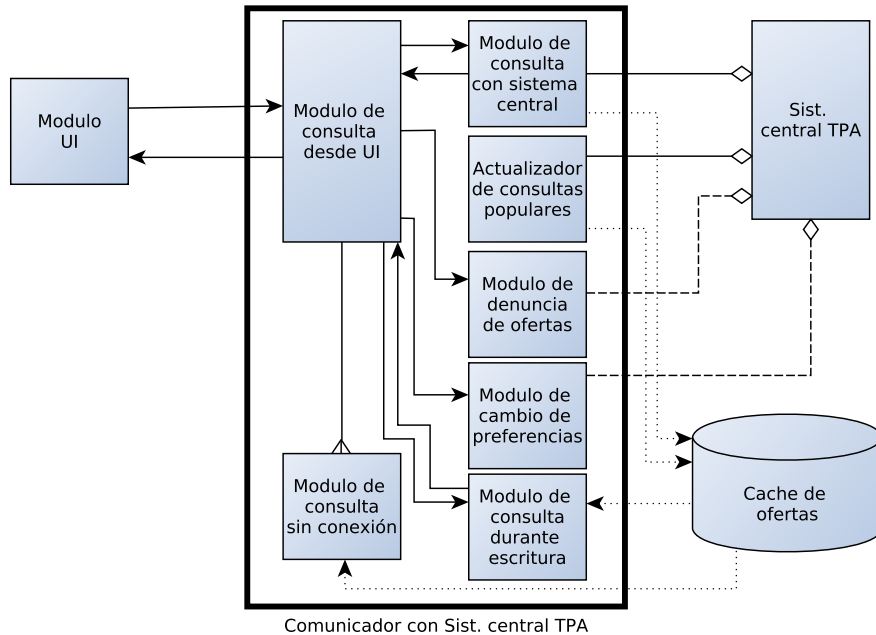 Modulo
UI
Modulo de
consulta
desde UI
Modulo de
consulta
con sistema
central
Sist.
central TPA
Actualizador
de consultas
populares
Modulo de
denuncia
de ofertas
Modulo de
cambio de
preferencias
Modulo de
consulta
sin conexión
Modulo de
consulta
durante
escritura
Cache de
ofertas
Comunicador con Sist. central TPA